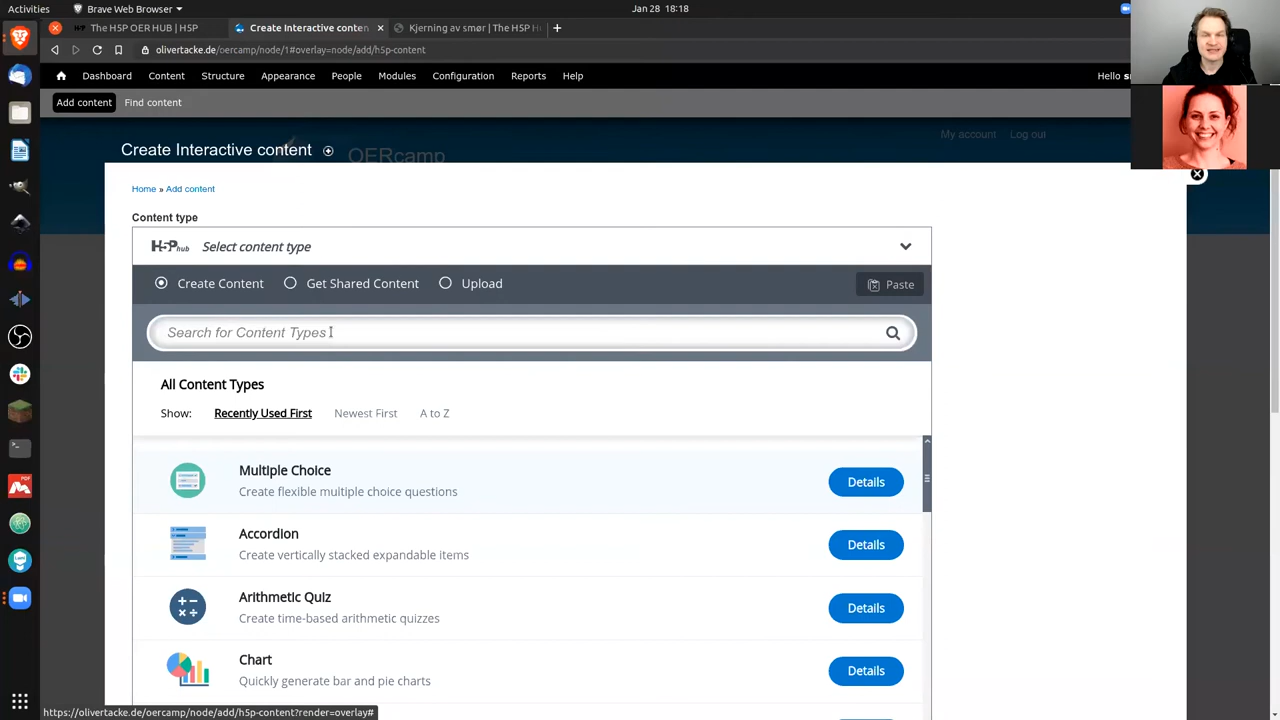 Activities
Brave Web Browser
Jan 28 18:18
The H5P OER HUB | H5P
Create Interactive conten
Kjerning av smør | The H5
olivertacke.de/oercamp/node/1#overlay=node/add/h5p-content
Dashboard
Content
Structure
Appearance
People
Modules
Configuration
Reports
Help
Hello
Add content
Find content
My account
Log out
Create Interactive content
OERcamp
Home » Add content
Content type
H5P hub
Select content type
Create Content
Get Shared Content
Upload
Paste
Search for Content Types
All Content Types
Show:
Recently Used First
Newest First
A to Z
Multiple Choice
Create flexible multiple choice questions
Details
Accordion
Create vertically stacked expandable items
Details
Arithmetic Quiz
Create time-based arithmetic quizzes
Details
Chart
Quickly generate bar and pie charts
Details
https://olivertacke.de/oercamp/node/add/h5p-content?render=overlay#